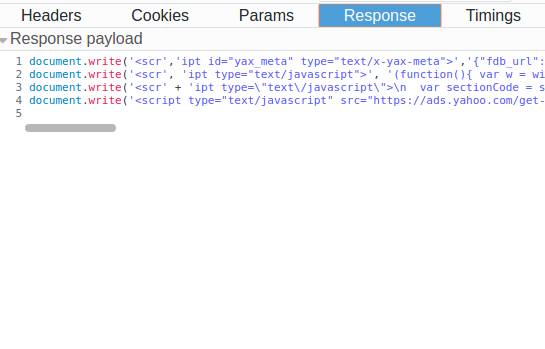 Headers Cookies Params Response Timings
Response payload
1 document.write('<scr','ipt id="yax_meta" type="text/x-yax-meta">','{"fdb_url":
2 document.write('<scr', 'ipt type="text/javascript">', '(function(){ var w = wi
3 document.write('<scr' + 'ipt type=\"text\/javascript\">\n  var sectionCode = s
4 document.write('<script type="text/javascript" src="https://ads.yahoo.com/get-
5